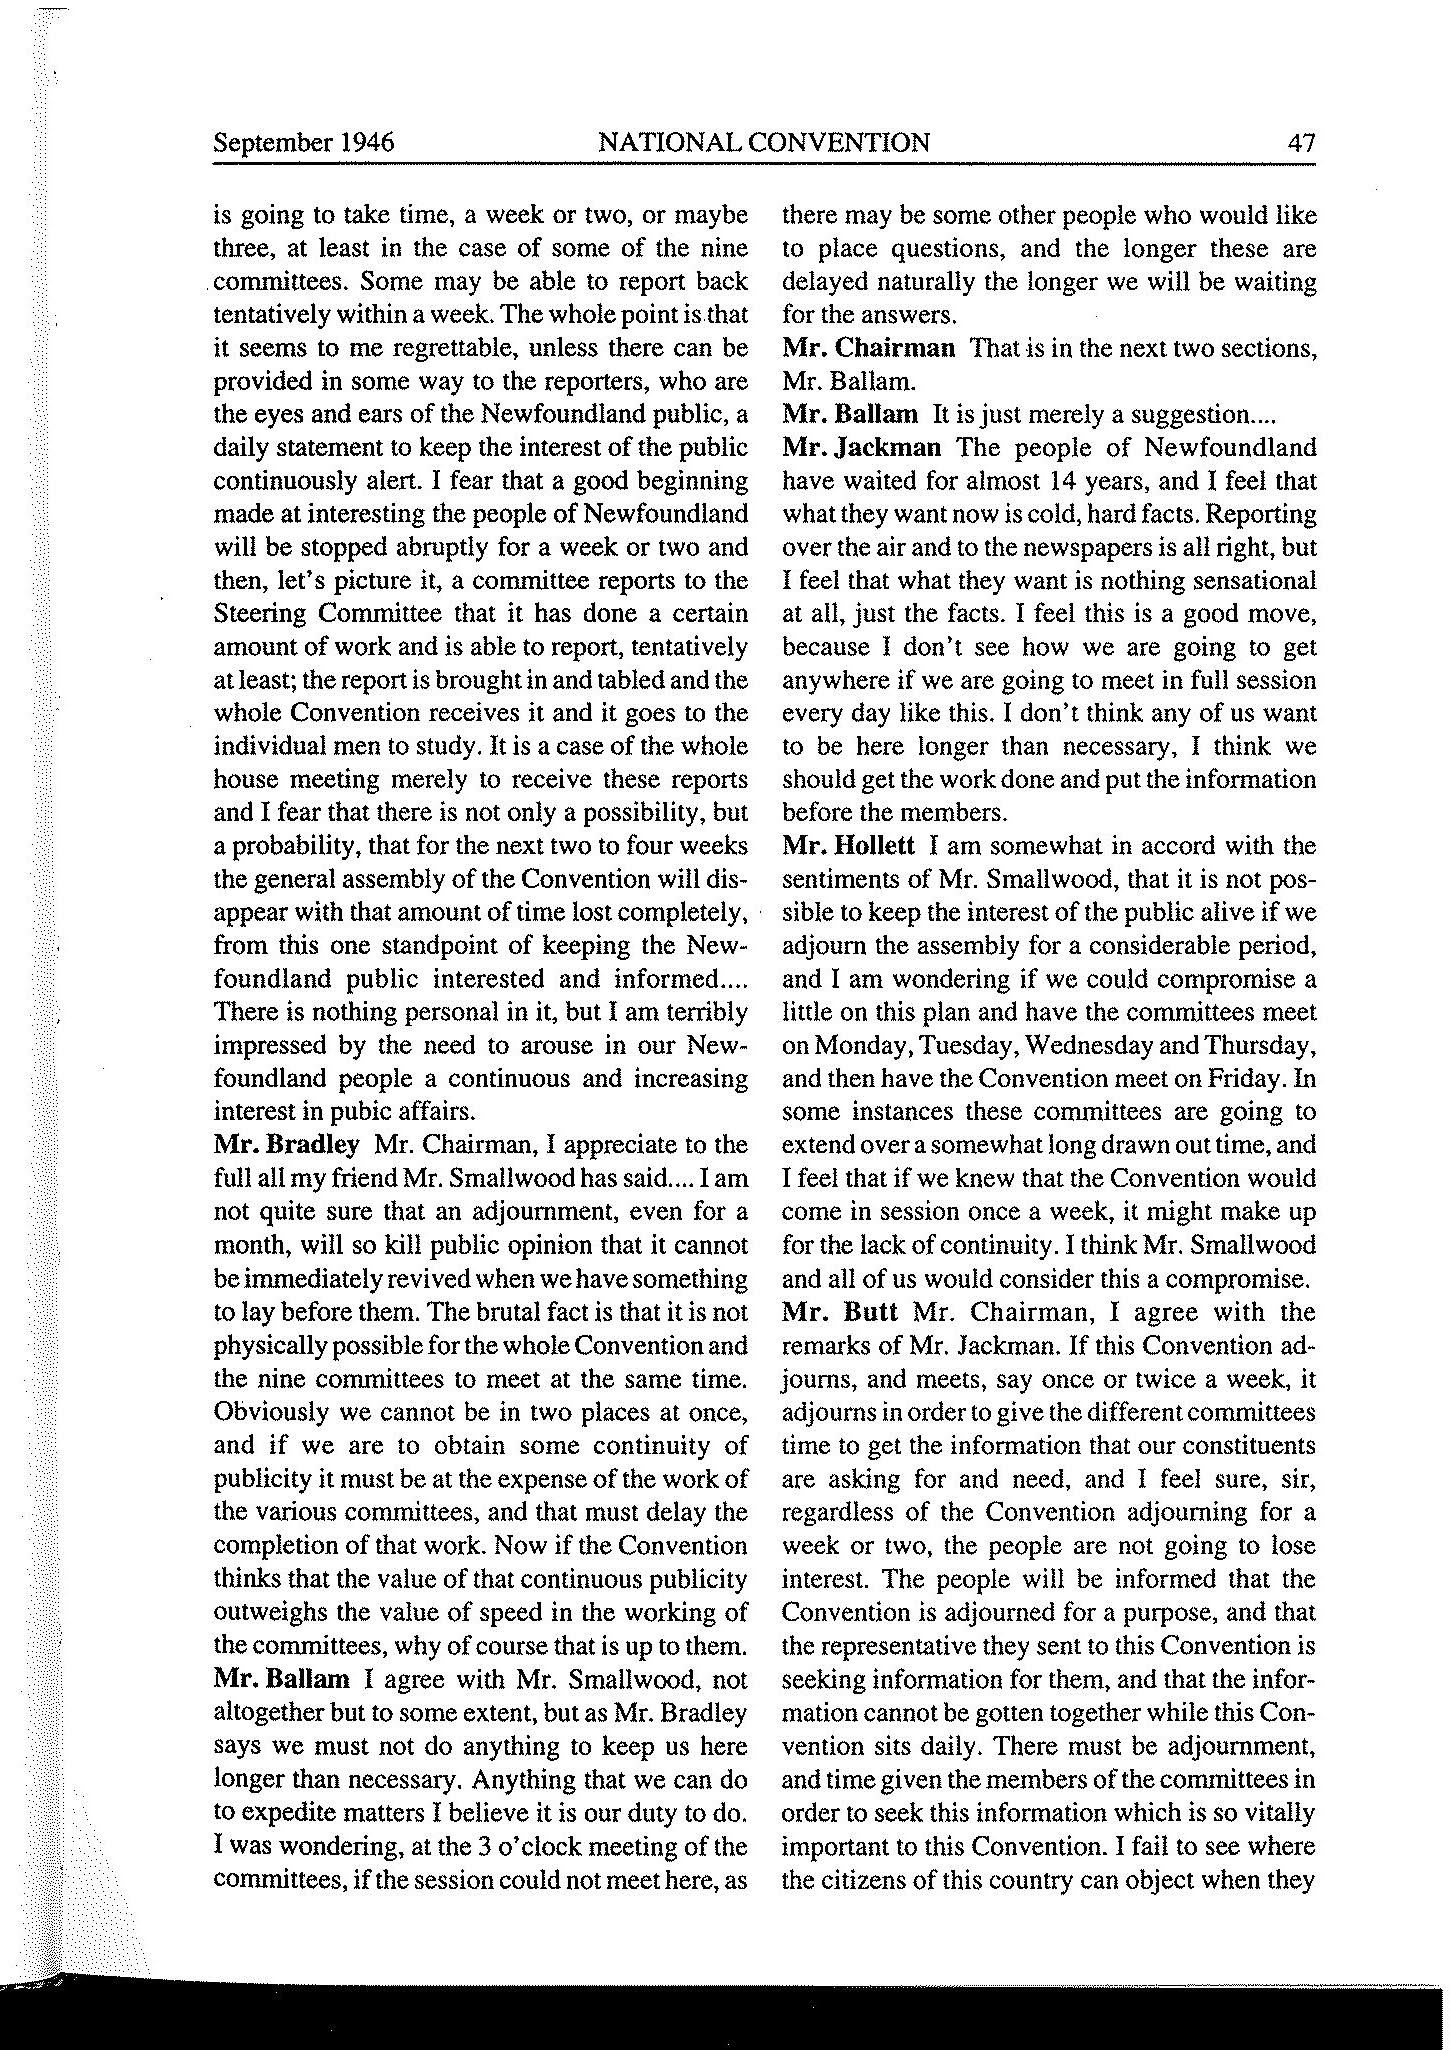 September 1946 NATIONAL CONVENTION 47
is going to take time, a week or two, or maybe
three, at least in the case of some of the nine
committees. Some may be able to report back
tentatively within a week. The whole point is that
it seems to me regrettable, unless there can be
provided in some way to the reporters, who are
the eyes and ears of the Newfoundland public, a
daily statement to keep the interest of the public
continuously alert. I fear that a good beginning
made at interesting the people of Newfoundland
will be stopped abruptly for a week or two and
then, let's picture it, a committee reports to the
Steering Committee that it has done a certain
amount of work and is able to report, tentatively
at least; the report is brought in and tabled and the
whole Convention receives it and it goes to the
individual men to study. It is a case of the whole
house meeting merely to receive these reports
and I fear that there is not only a possibility, but
a probability, that for the next two to four weeks
the general assembly of the Convention will dis-
appear with that amount of time lost completely,
from this one standpoint of keeping the New-
foundland public interested and informed....
There is nothing personal in it, but I am terribly
impressed by the need to arouse in our New-
foundland people a continuous and increasing
interest in pubic affairs.
Mr. Bradley Mr. Chairman, I appreciate to the
full all my friend Mr. Smallwood has said.... I am
not quite sure that an adjournment, even for a
month, will so kill public opinion that it cannot
be immediately revived when we have something
to lay before them. The brutal fact is that it is not
physically possible for the whole Convention and
the nine committees to meet at the same time.
Obviously we cannot be in two places at once,
and if we are to obtain some continuity of
publicity it must be at the expense of the work of
the various committees, and that must delay the
completion of that work. Now if the Convention
thinks that the value of that continuous publicity
outweighs the value of speed in the working of
the committees, why of course that is up to them.
Mr. Ballam I agree with Mr. Smallwood, not
altogether but to some extent, but as Mr. Bradley
says we must not do anything to keep us here
longer than necessary. Anything that we can do
to expedite matters I believe it is our duty to do.
I was wondering, at the 3 o'clock meeting of the
committees, if the session could not meet here, as
there may be some other people who would like
to place questions, and the longer these are
delayed naturally the longer we will be waiting
for the answers.
Mr. Chairman That is in the next two sections,
Mr. Ballam.
Mr. Ballam It is just merely a suggestion....
Mr. Jackman The people of Newfoundland
have waited for almost 14 years, and I feel that
what they want now is cold, hard facts. Reporting
over the air and to the newspapers is all right, but
I feel that what they want is nothing sensational
at all, just the facts. I feel this is a good move,
because I don't see how we are going to get
anywhere if we are going to meet in full session
every day like this. I don't think any of us want
to be here longer than necessary, I think we
should get the work done and put the information
before the members.
Mr. Hollett I am somewhat in accord with the
sentiments of Mr. Smallwood, that it is not pos-
sible to keep the interest of the public alive if we
adjourn the assembly for a considerable period,
and I am wondering if we could compromise a
little on this plan and have the committees meet
on Monday, Tuesday, Wednesday and Thursday,
and then have the Convention meet on Friday. In
some instances these committees are going to
extend over a somewhat long drawn out time, and
I feel that if we knew that the Convention would
come in session once a week, it might make up
for the lack of continuity. I think Mr. Smallwood
and all of us would consider this a compromise.
Mr. Butt Mr. Chairman, I agree with the
remarks of Mr. Jackman. If this Convention ad-
journs, and meets, say once or twice a week, it
adjourns in order to give the different committees
time to get the information that our constituents
are asking for and need, and I feel sure, sir,
regardless of the Convention adjourning for a
week or two, the people are not going to lose
interest. The people will be informed that the
Convention is adjourned for a purpose, and that
the representative they sent to this Convention is
seeking information for them, and that the infor-
mation cannot be gotten together while this Con-
vention sits daily. There must be adjournment,
and time given the members of the committees in
order to seek this information which is so vitally
important to this Convention. I fail to see where
the citizens of this country can object when they